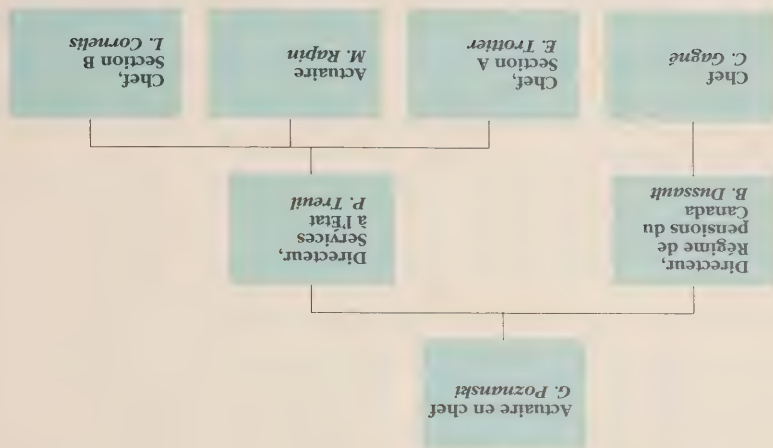 Actuaire en chef
G. Poznanski
Directeur,
Régime de
pensions du
Canada
B. Dussault
Directeur,
Services
à l'État
P. Treuil
Chef
C. Gagné
Chef,
Section A
E. Trottier
Actuaire
M. Rapin
Chef,
Section B
L. Cornelis